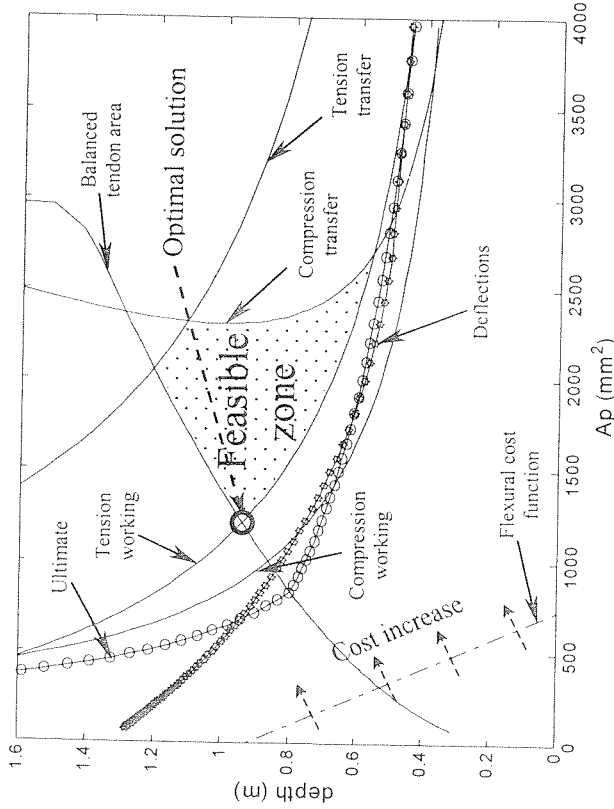 1.6
1.4
1.2
1
0.8
0.6
0.4
0.2
0
depth (m)
0
500
1000
1500
2000
2500
3000
3500
4000
Ap (mm²)
Ultimate
Tension
working
Balanced
tendon area
Optimal solution
Tension
transfer
Compression
transfer
Feasible
zone
Compression
working
Deflections
Cost increase
Flexural cost
function